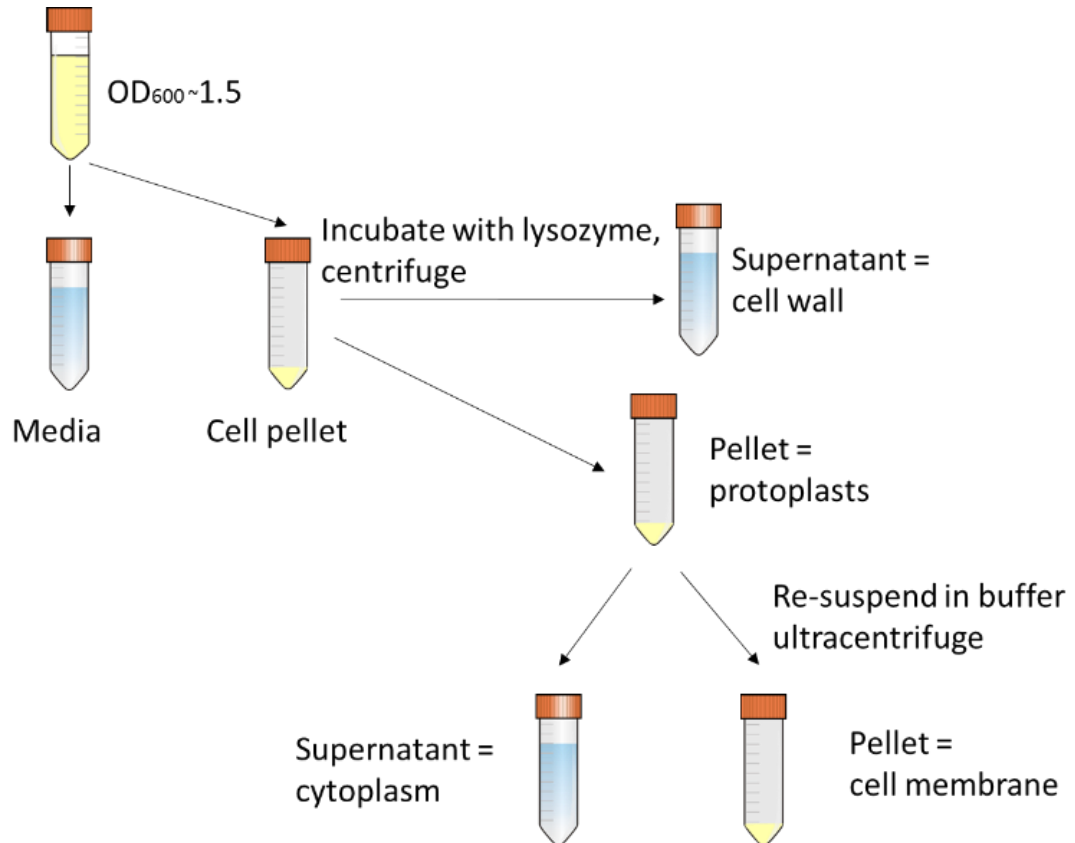 OD600~1.5
Incubate with lysozyme,
centrifuge
Supernatant =
cell wall
Media
Cell pellet
Pellet =
protoplasts
Re-suspend in buffer
ultracentrifuge
Supernatant =
cytoplasm
Pellet =
cell membrane